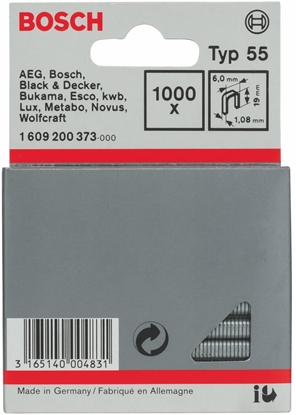 BOSCH
BOSCH
Typ 55
AEG, Bosch,
Black & Decker,
Bukama, Esco, kwb,
Lux, Metabo, Novus,
Wolfcraft
1 609 200 373-000
1000
x
6,0 mm
19 mm
1,08 mm
3 165140 004831
Made in Germany / Fabriqué en Allemagne